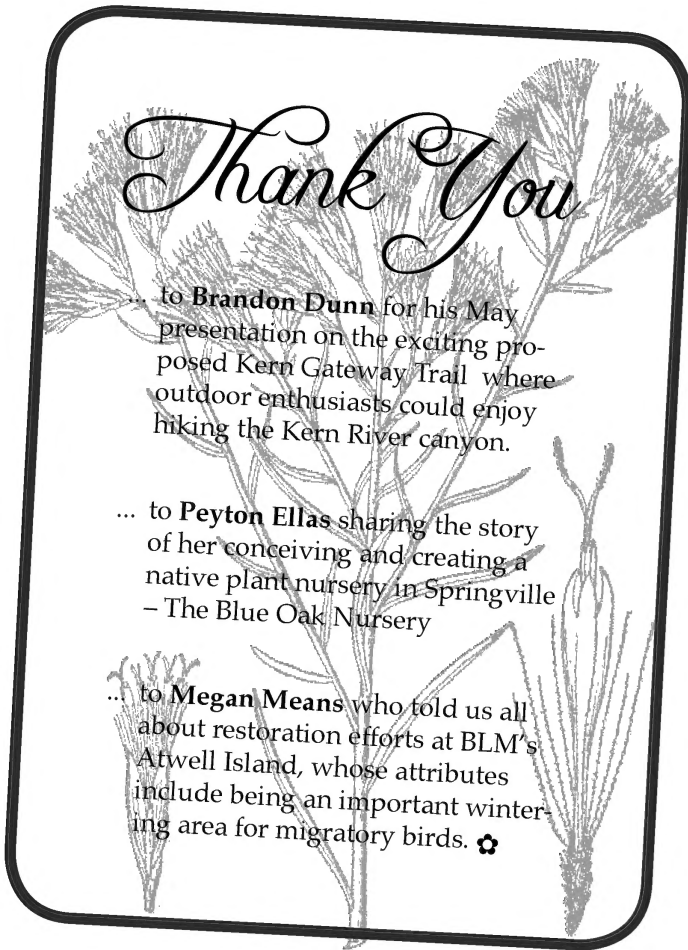 Thank You
... to Brandon Dunn for his May
presentation on the exciting pro-
posed Kern Gateway Trail where
outdoor enthusiasts could enjoy
hiking the Kern River canyon.
... to Peyton Ellas sharing the story
of her conceiving and creating a
native plant nursery in Springville
– The Blue Oak Nursery
... to Megan Means who told us all
about restoration efforts at BLM's
Atwell Island, whose attributes
include being an important winter-
ing area for migratory birds. ✿